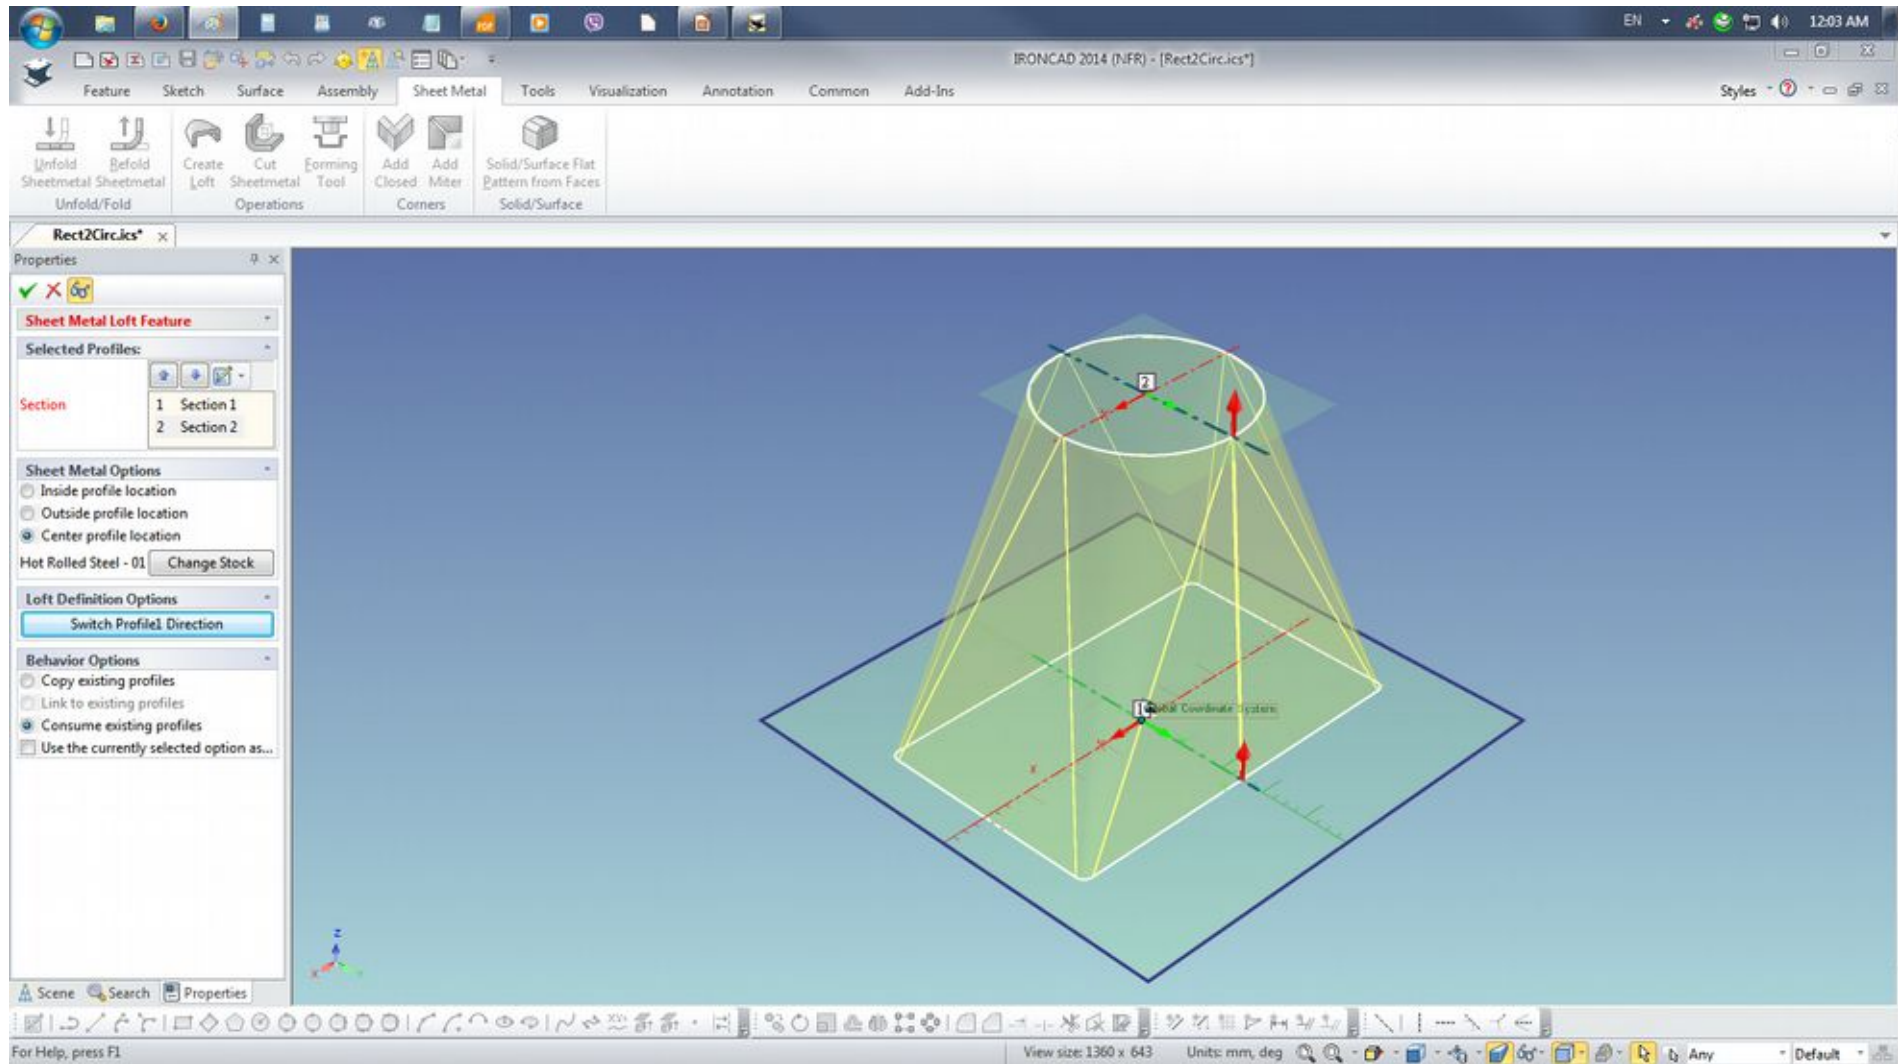 EN 12:03 AM
IRONCAD 2014 (NFR) - [Rect2Circ.ics*]
Feature Sketch Surface Assembly Sheet Metal Tools Visualization Annotation Common Add-Ins Styles
Unfold Refold Create Cut Forming Add Add Solid/Surface Flat
Sheetmetal Sheetmetal Loft Sheetmetal Tool Closed Miter Pattern from Faces
Unfold/Fold Operations Corners Solid/Surface
Rect2Circ.ics*
Properties
Sheet Metal Loft Feature
Selected Profiles:
Section
1 Section 1
2 Section 2
Sheet Metal Options
Inside profile location
Outside profile location
Center profile location
Hot Rolled Steel - 01 Change Stock
Loft Definition Options
Switch Profile1 Direction
Behavior Options
Copy existing profiles
Link to existing profiles
Consume existing profiles
Use the currently selected option as...
2
1
Coordinate System
X
Z
Scene Search Properties
For Help, press F1 View size: 1360 x 643 Units: mm, deg Any Default